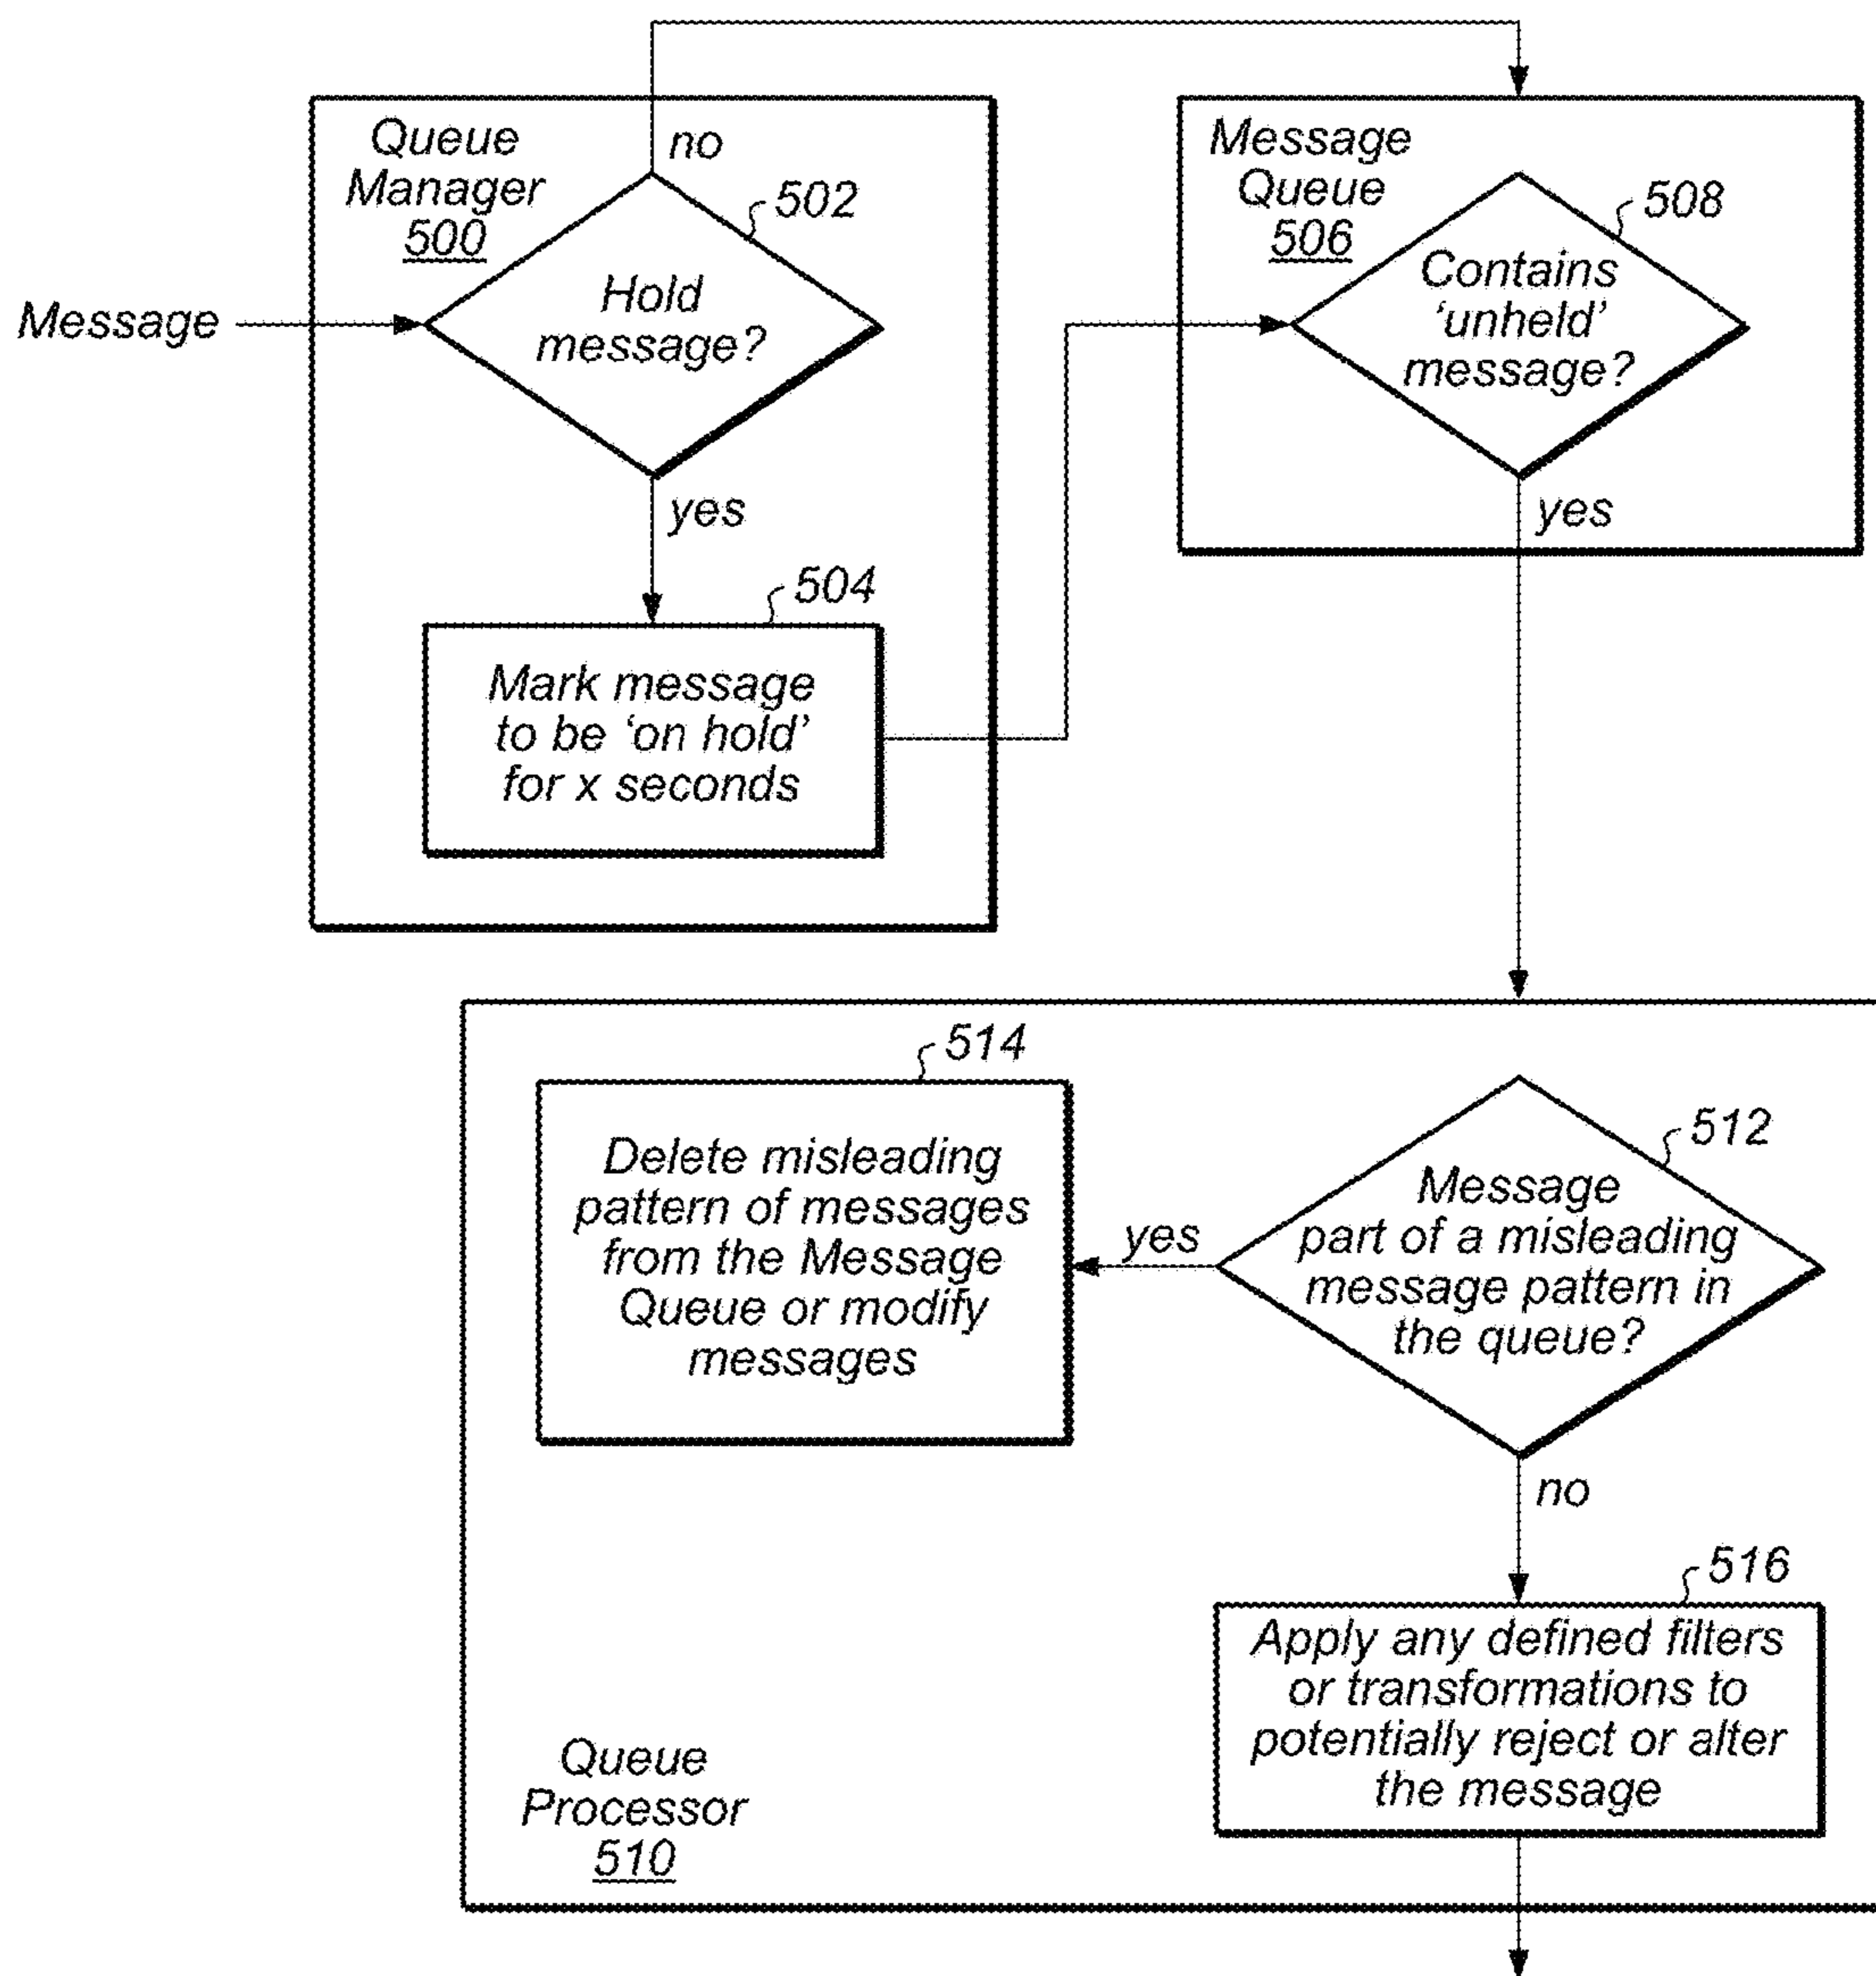 Queue
Manager
500
no
502
Message
Hold
message?
yes
504
Mark message
to be ‘on hold’
for x seconds
Message
Queue
506
508
Contains
‘unheld’
message?
yes
514
Delete misleading
pattern of messages
from the Message
Queue or modify
messages
yes
512
Message
part of a misleading
message pattern in
the queue?
no
516
Apply any defined filters
or transformations to
potentially reject or alter
the message
Queue
Processor
510